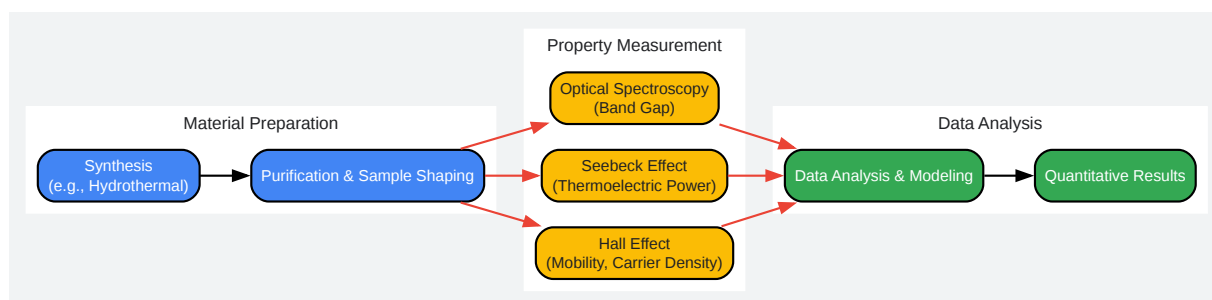 Material Preparation
Synthesis
(e.g., Hydrothermal)
Purification & Sample Shaping
Property Measurement
Optical Spectroscopy
(Band Gap)
Seebeck Effect
(Thermoelectric Power)
Hall Effect
(Mobility, Carrier Density)
Data Analysis
Data Analysis & Modeling
Quantitative Results